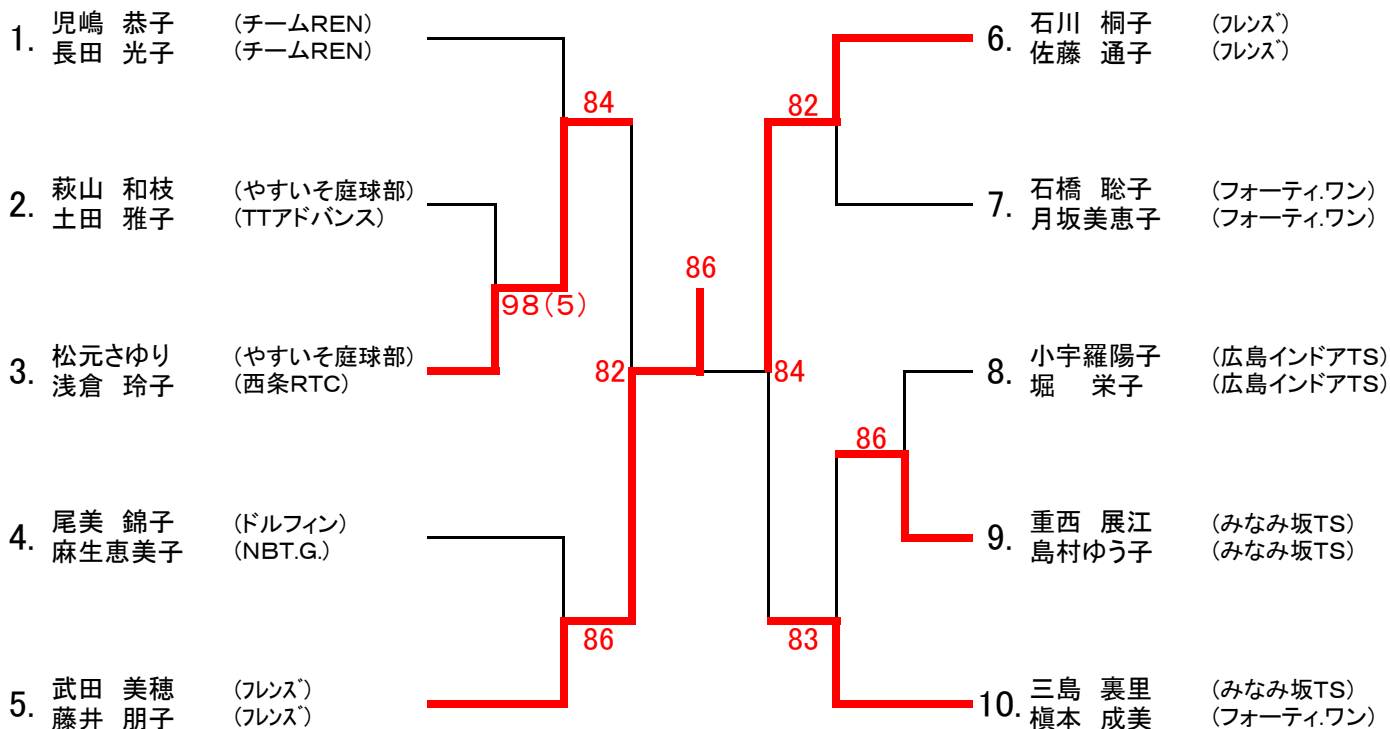 1. 児嶋 恭子 (チームREN)
長田 光子 (チームREN)
84
2. 萩山 和枝 (やすいそ庭球部)
土田 雅子 (TTアドバンス)
98(5)
3. 松元さゆり (やすいそ庭球部)
浅倉 玲子 (西条RTC)
82
86
4. 尾美 錦子 (ドルフィン)
麻生恵美子 (NBT.G.)
86
5. 武田 美穂 (フレンズ)
藤井 朋子 (フレンズ)
6. 石川 桐子 (フレンズ)
佐藤 通子 (フレンズ)
82
7. 石橋 聡子 (フォーティ.ワン)
月坂美恵子 (フォーティ.ワン)
84
8. 小宇羅陽子 (広島インドアTS)
堀 栄子 (広島インドアTS)
86
9. 重西 展江 (みなみ坂TS)
島村ゆう子 (みなみ坂TS)
83
10. 三島 裏里 (みなみ坂TS)
槇本 成美 (フォーティ.ワン)